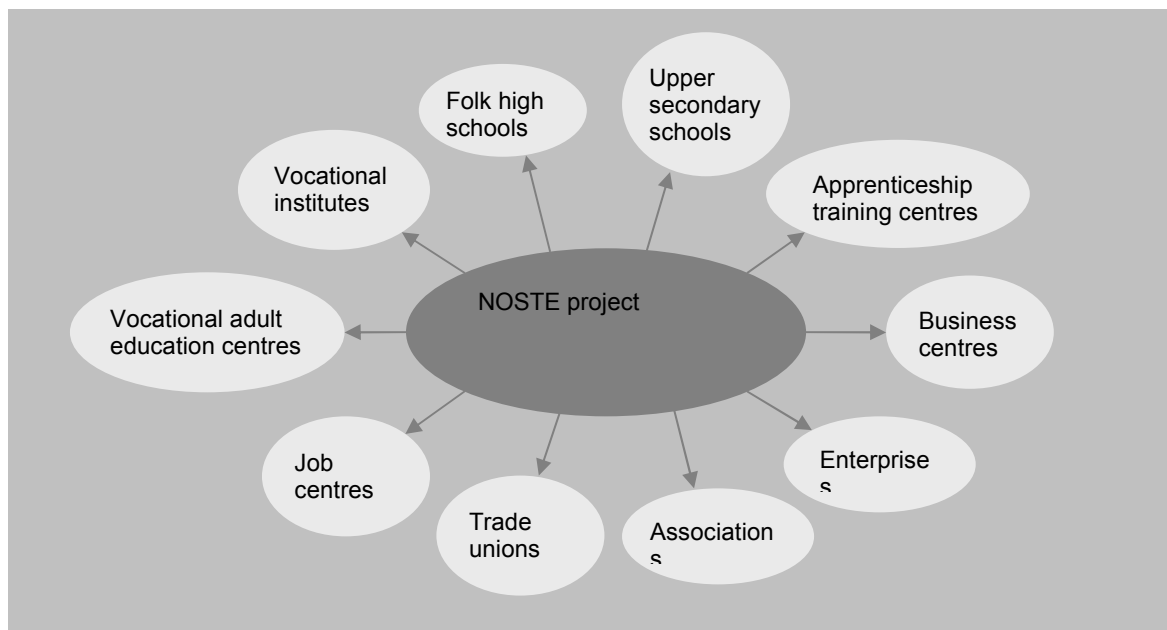 Upper
secondary
schools
Folk high
schools
Vocational
institutes
Apprenticeship
training centres
NOSTE project
Vocational adult
education centres
Business
centres
Job
centres
Trade
unions
Association
s
Enterprise
s